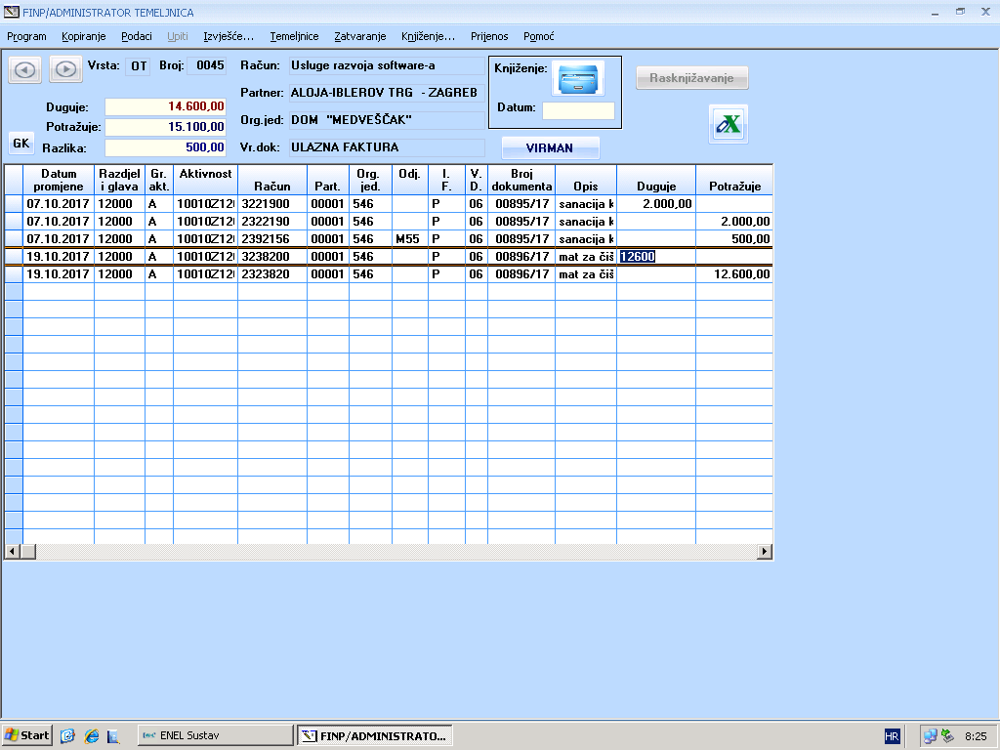 FINP/ADMINISTRATOR TEMELJNICA
Program Kopiranje Podaci Upiti Izvješće... Temeljnice Zatvaranje Knjiženje... Prijenos Pomoć
Vrsta: OT Broj: 0045 Račun: Usluge razvoja software-a Knjiženje: Rasknjižavanje
Partner: ALOJA-IBLEROV TRG - ZAGREB
Duguje: 14.600,00 Datum:
Potražuje: 15.100,00 Org.jed: DOM "MEDVEŠČAK"
GK Razlika: 500,00 Vr.dok: ULAZNA FAKTURA VIRMAN
Datum promjene Razdjel i glava Gr. akt. Aktivnost Račun Part. Org. jed. Odj. I. F. V. D. Broj dokumenta Opis Duguje Potražuje
07.10.2017 12000 A 10010Z12 3221900 00001 546 P 06 00895/17 sanacija k 2.000,00
07.10.2017 12000 A 10010Z12 2322190 00001 546 P 06 00895/17 sanacija k 2.000,00
07.10.2017 12000 A 10010Z12 2392156 00001 546 M55 P 06 00895/17 sanacija k 500,00
19.10.2017 12000 A 10010Z12 3238200 00001 546 P 06 00896/17 mat za čiš 12600
19.10.2017 12000 A 10010Z12 2323820 00001 546 P 06 00896/17 mat za čiš 12.600,00
Start ENEL Sustav FINP/ADMINISTRATO... HR 8:25